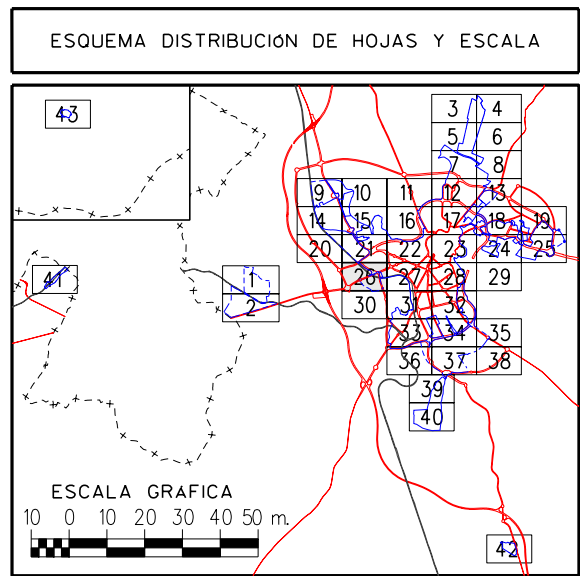 ESQUEMA DISTRIBUCIÓN DE HOJAS Y ESCALA
43
3 4
5 6
7 8
9 10 11 12 13
14 15 16 17 18 19
20 21 22 23 24 25
41 1 26 27 28 29
2 30 31 32
33 34 35
36 37 38
39
40
ESCALA GRÁFICA
10 0 10 20 30 40 50 m.
42